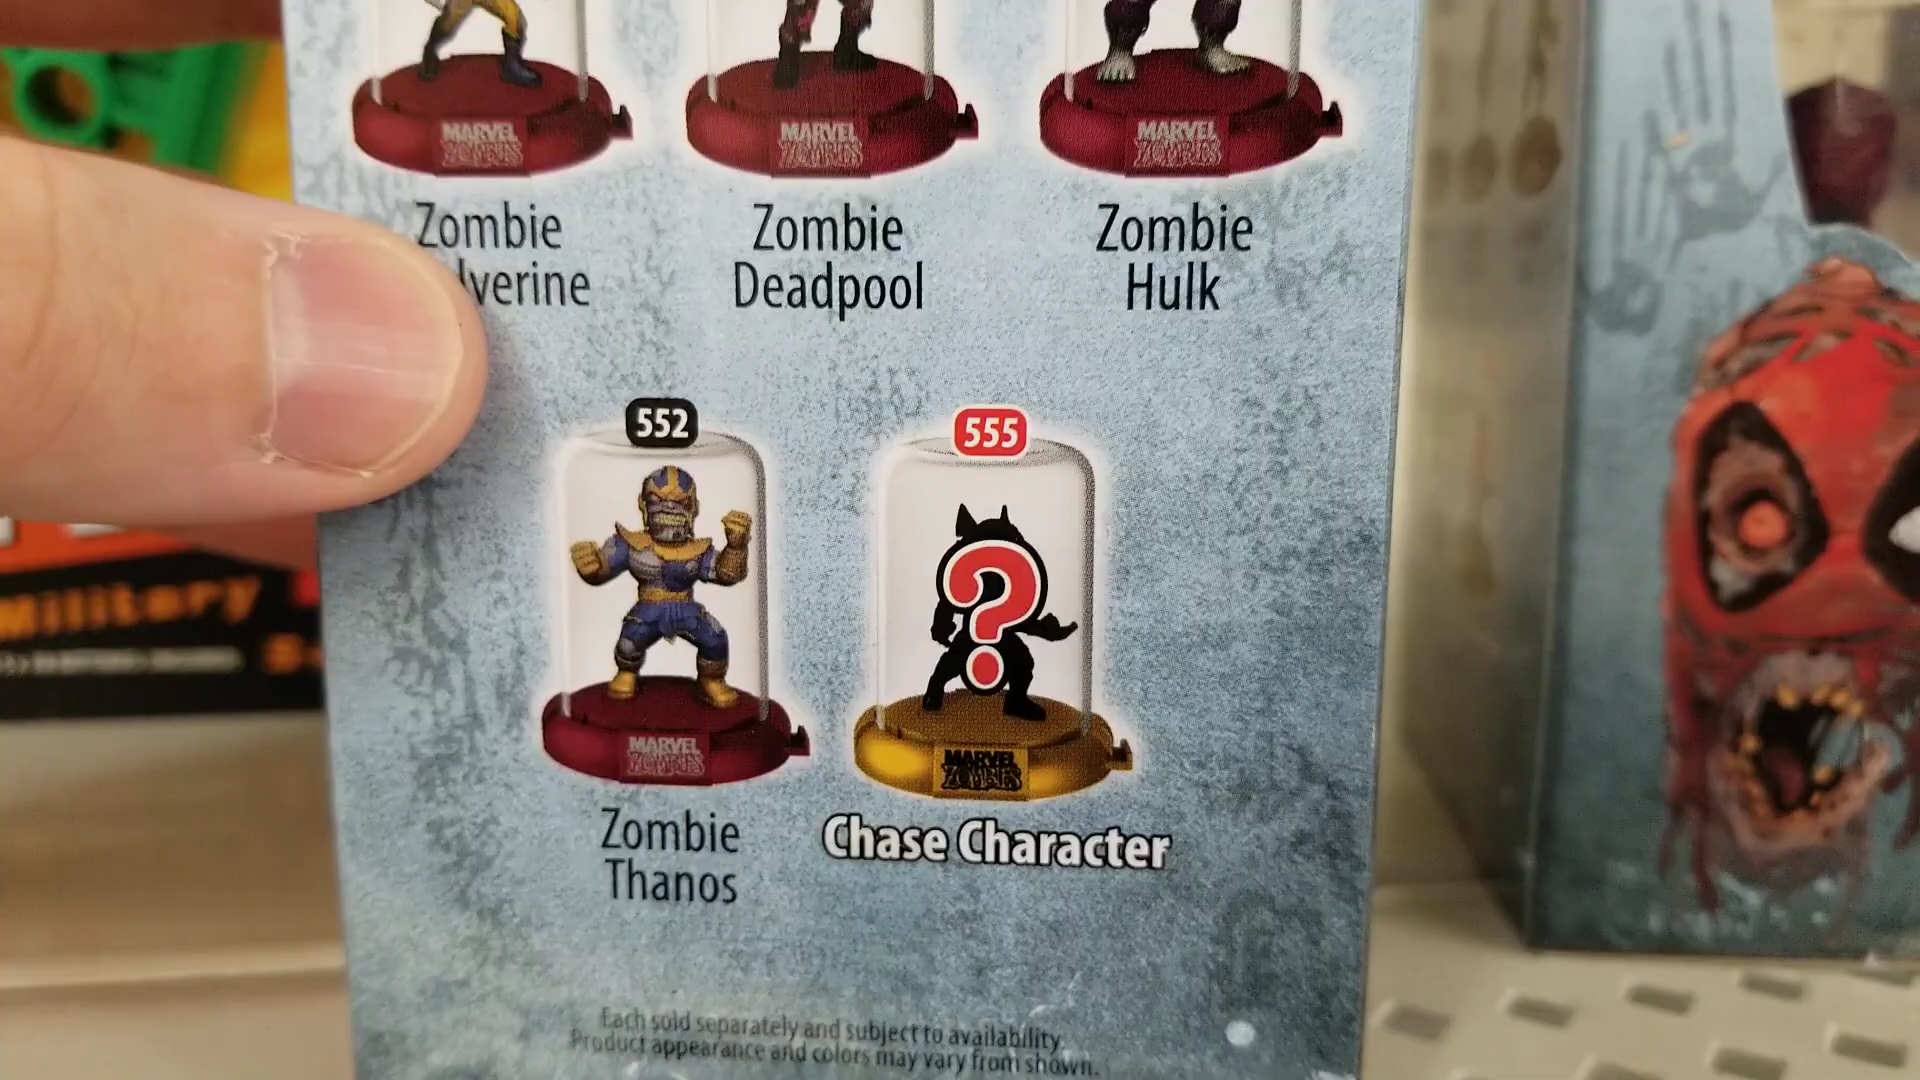 MARVEL
ZOMBIES
MARVEL
ZOMBIES
MARVEL
ZOMBIES
Zombie
lverine
Zombie
Deadpool
Zombie
Hulk
552
555
?
MARVEL
ZOMBIES
MARVEL
ZOMBIES
Zombie
Thanos
Chase Character
Military
Each sold separately and subject to availability.
Product appearance and colors may vary from shown.